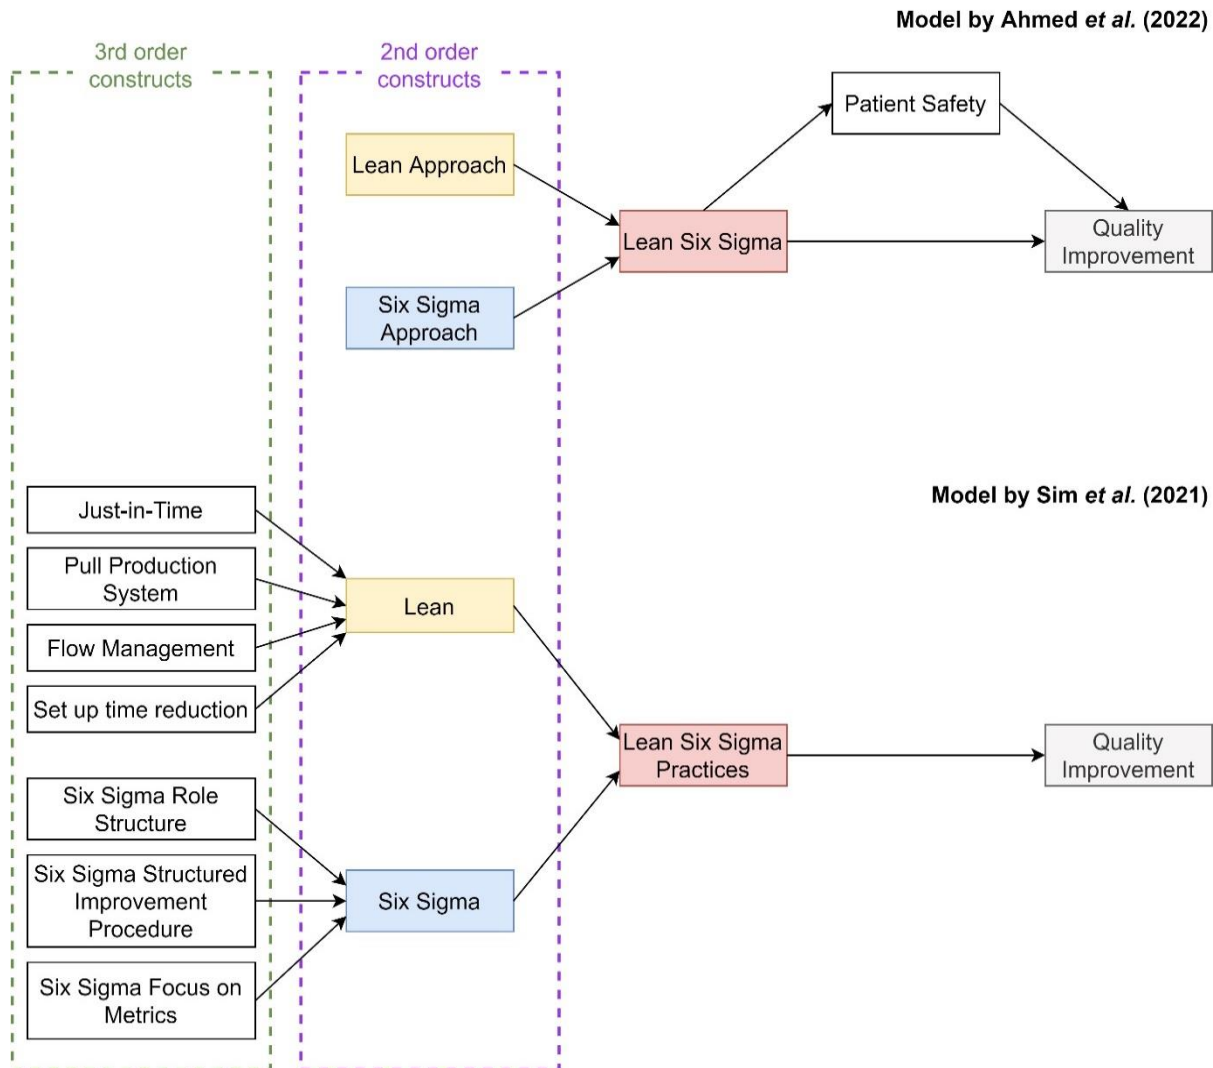 Model by Ahmed et al. (2022)
3rd order
constructs
2nd order
constructs
Patient Safety
Lean Approach
Lean Six Sigma
Quality
Improvement
Six Sigma
Approach
Model by Sim et al. (2021)
Just-in-Time
Pull Production
System
Lean
Flow Management
Set up time reduction
Lean Six Sigma
Practices
Quality
Improvement
Six Sigma Role
Structure
Six Sigma Structured
Improvement
Procedure
Six Sigma
Six Sigma Focus on
Metrics